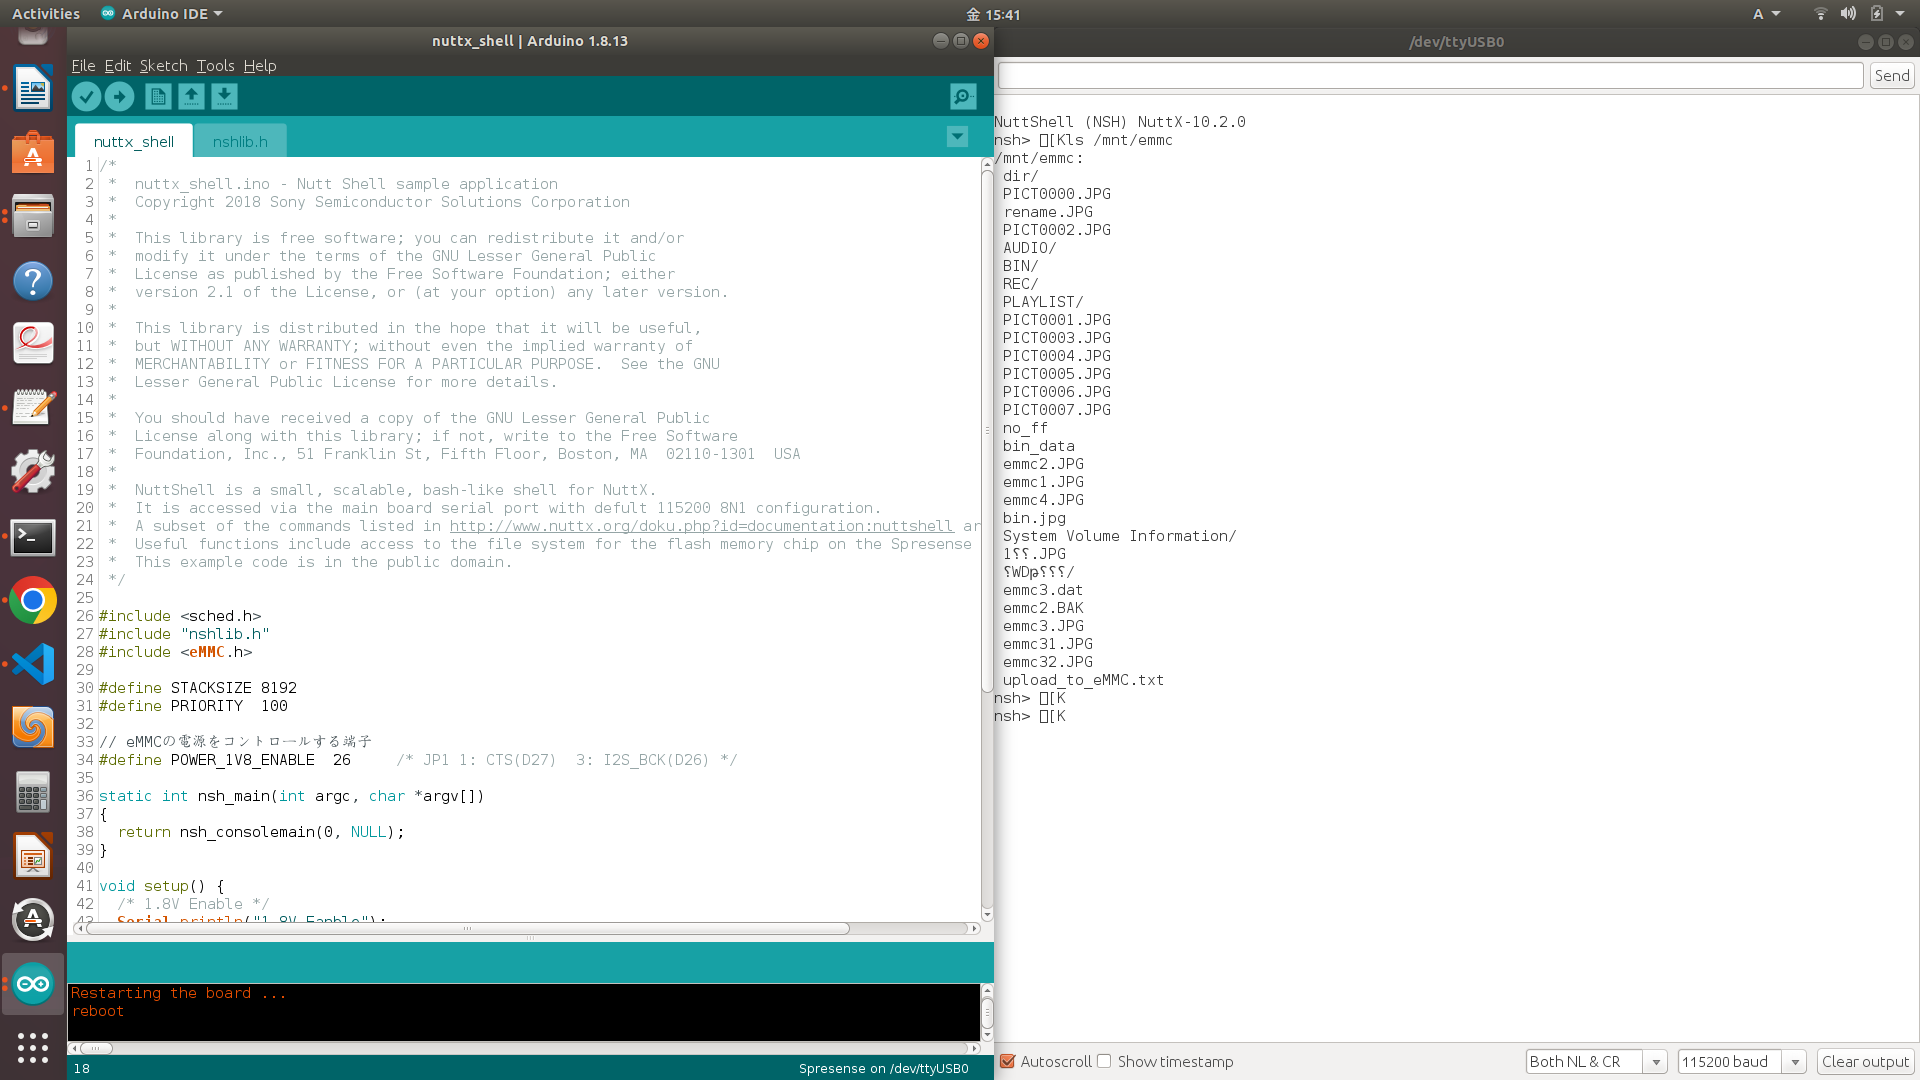 Activities
Arduino IDE
金 15:41
A
nuttx_shell | Arduino 1.8.13
File Edit Sketch Tools Help
nuttx_shell
nshlib.h
1 /*
2 *  nuttx_shell.ino - Nutt Shell sample application
3 *  Copyright 2018 Sony Semiconductor Solutions Corporation
4 *
5 *  This library is free software; you can redistribute it and/or
6 *  modify it under the terms of the GNU Lesser General Public
7 *  License as published by the Free Software Foundation; either
8 *  version 2.1 of the License, or (at your option) any later version.
9 *
10 *  This library is distributed in the hope that it will be useful,
11 *  but WITHOUT ANY WARRANTY; without even the implied warranty of
12 *  MERCHANTABILITY or FITNESS FOR A PARTICULAR PURPOSE.  See the GNU
13 *  Lesser General Public License for more details.
14 *
15 *  You should have received a copy of the GNU Lesser General Public
16 *  License along with this library; if not, write to the Free Software
17 *  Foundation, Inc., 51 Franklin St, Fifth Floor, Boston, MA  02110-1301  USA
18 *
19 *  NuttShell is a small, scalable, bash-like shell for NuttX.
20 *  It is accessed via the main board serial port with defult 115200 8N1 configuration.
21 *  A subset of the commands listed in http://www.nuttx.org/doku.php?id=documentation:nuttshell ar
22 *  Useful functions include access to the file system for the flash memory chip on the Spresense
23 *  This example code is in the public domain.
24 */
25
26 #include <sched.h>
27 #include "nshlib.h"
28 #include <eMMC.h>
29
30 #define STACKSIZE 8192
31 #define PRIORITY  100
32
33 // eMMCの電源をコントロールする端子
34 #define POWER_1V8_ENABLE  26     /* JP1 1: CTS(D27)  3: I2S_BCK(D26) */
35
36 static int nsh_main(int argc, char *argv[])
37 {
38   return nsh_consolemain(0, NULL);
39 }
40
41 void setup() {
42   /* 1.8V Enable */
43   Serial.println("1.8V Eanble");
Restarting the board ...
reboot
18
Spresense on /dev/ttyUSB0
/dev/ttyUSB0
Send
NuttShell (NSH) NuttX-10.2.0
nsh> □[Kls /mnt/emmc
/mnt/emmc:
dir/
PICT0000.JPG
rename.JPG
PICT0002.JPG
AUDIO/
BIN/
REC/
PLAYLIST/
PICT0001.JPG
PICT0003.JPG
PICT0004.JPG
PICT0005.JPG
PICT0006.JPG
PICT0007.JPG
no_ff
bin_data
emmc2.JPG
emmc1.JPG
emmc4.JPG
bin.jpg
System Volume Information/
1⸮⸮.JPG
⸮WDթ⸮⸮⸮/
emmc3.dat
emmc2.BAK
emmc3.JPG
emmc31.JPG
emmc32.JPG
upload_to_eMMC.txt
nsh> □[K
nsh> □[K
Autoscroll
Show timestamp
Both NL & CR
115200 baud
Clear output